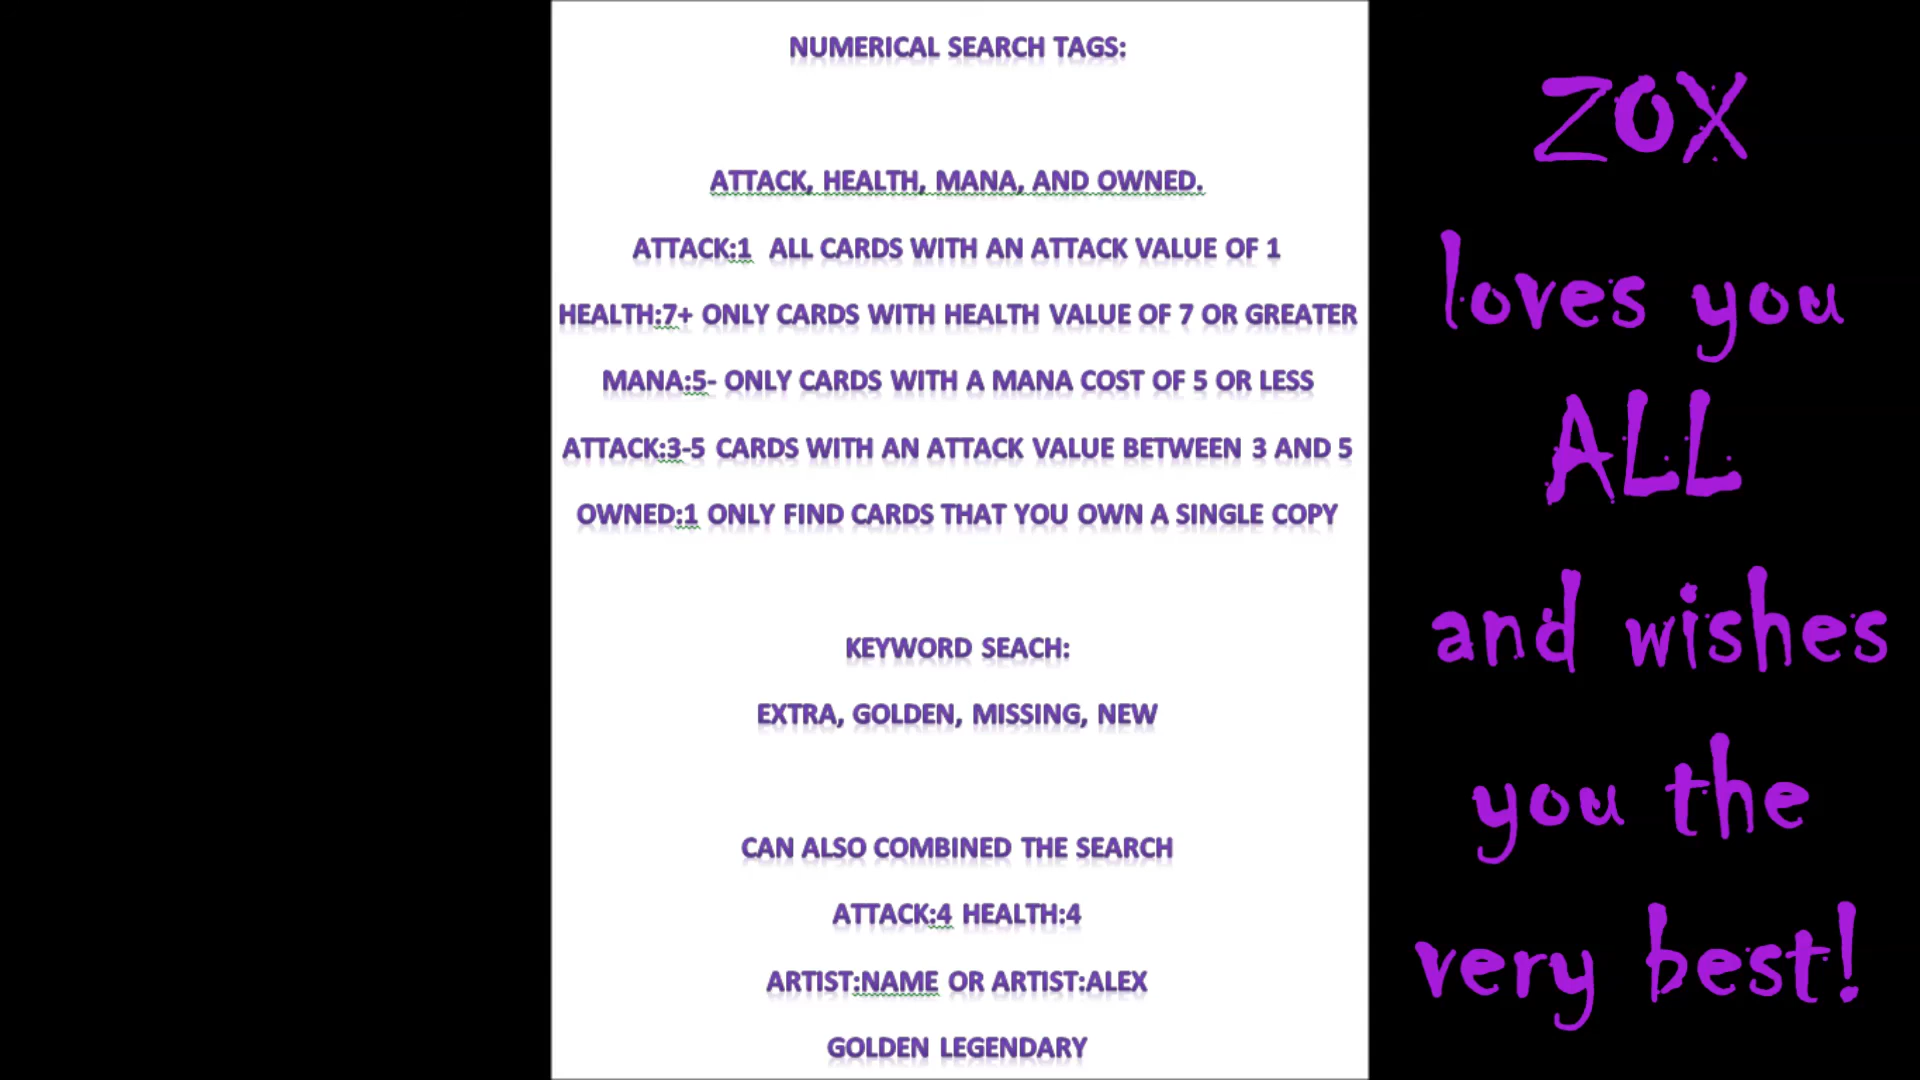 NUMERICAL SEARCH TAGS:
ATTACK, HEALTH, MANA, AND OWNED.
ATTACK:1 ALL CARDS WITH AN ATTACK VALUE OF 1
HEALTH:7+ ONLY CARDS WITH HEALTH VALUE OF 7 OR GREATER
MANA:5- ONLY CARDS WITH A MANA COST OF 5 OR LESS
ATTACK:3-5 CARDS WITH AN ATTACK VALUE BETWEEN 3 AND 5
OWNED:1 ONLY FIND CARDS THAT YOU OWN A SINGLE COPY
KEYWORD SEACH:
EXTRA, GOLDEN, MISSING, NEW
CAN ALSO COMBINED THE SEARCH
ATTACK:4 HEALTH:4
ARTIST:NAME OR ARTIST:ALEX
GOLDEN LEGENDARY
ZOX
loves you
ALL
and wishes
you the
very best!